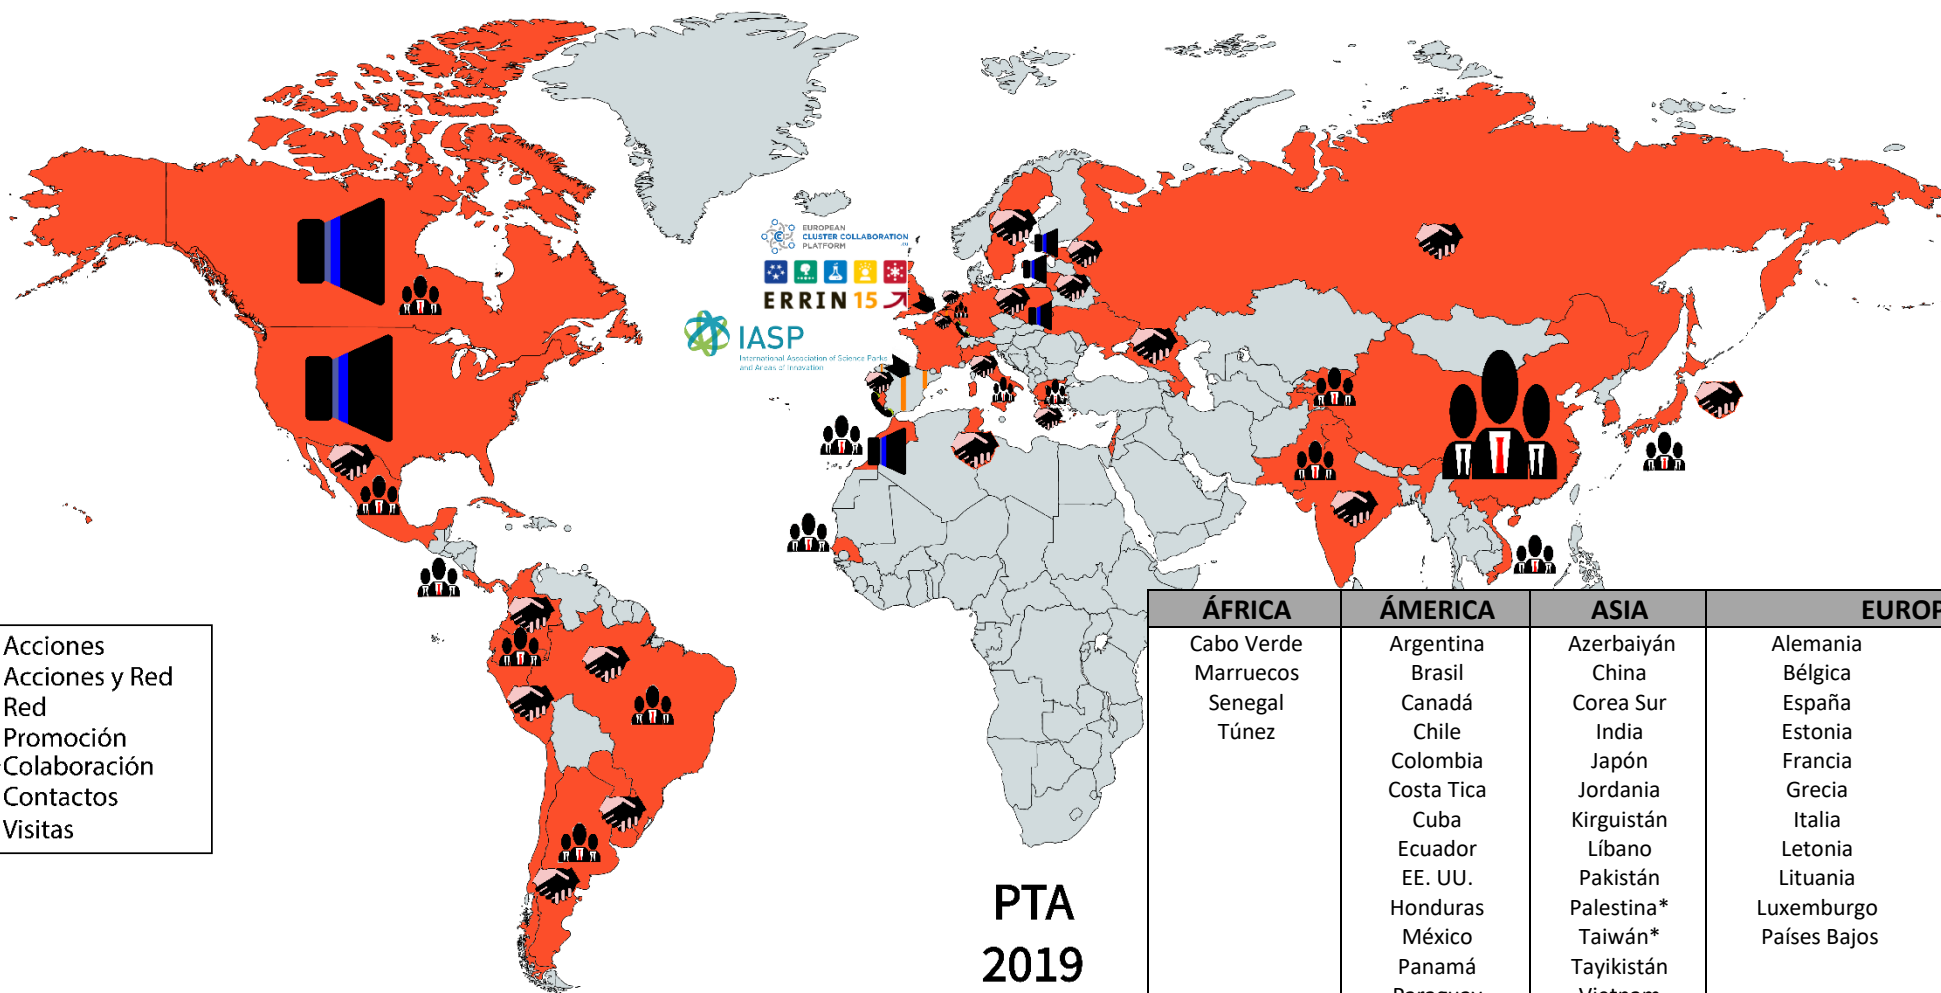 EUROPEAN
CLUSTER COLLABORATION
PLATFORM
ERRIN 15
IASP
International Association of Science Parks
and Areas of Innovation
Acciones
Acciones y Red
Red
Promoción
Colaboración
Contactos
Visitas
PTA
2019
ÁFRICA ÁMERICA ASIA EUROP
Cabo Verde Argentina Azerbaiyán Alemania
Marruecos Brasil China Bélgica
Senegal Canadá Corea Sur España
Túnez Chile India Estonia
Colombia Japón Francia
Costa Tica Jordania Grecia
Cuba Kirguistán Italia
Ecuador Líbano Letonia
EE. UU. Pakistán Lituania
Honduras Palestina* Luxemburgo
México Taiwán* Países Bajos
Panamá Tayikistán
Paraguay Vietnam